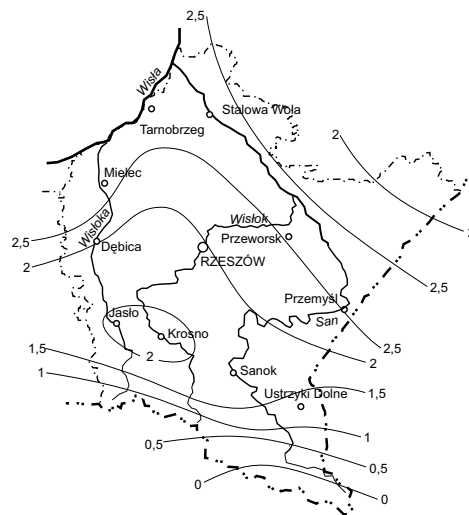 2,5
Wisła
Stalowa Wola
Tarnobrzeg
2
Mielec
Wisłoka
Wisłok
2,5
2
Dębica
Przeworsk
RZESZÓW
2,5
Przemyśl
San
Jasło
Krosno
2
2,5
2
1,5
1
Sanok
1,5
Ustrzyki Dolne
1
0,5
0,5
0
0